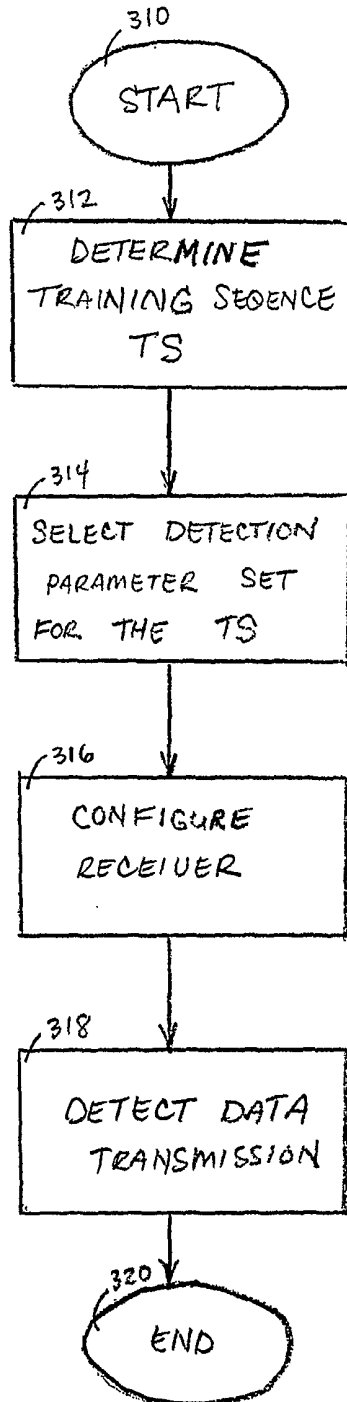 310
START
312
DETERMINE
TRAINING SEQENCE
TS
314
SELECT DETECTION
PARAMETER SET
FOR THE TS
316
CONFIGURE
RECEIVER
318
DETECT DATA
TRANSMISSION
320
END